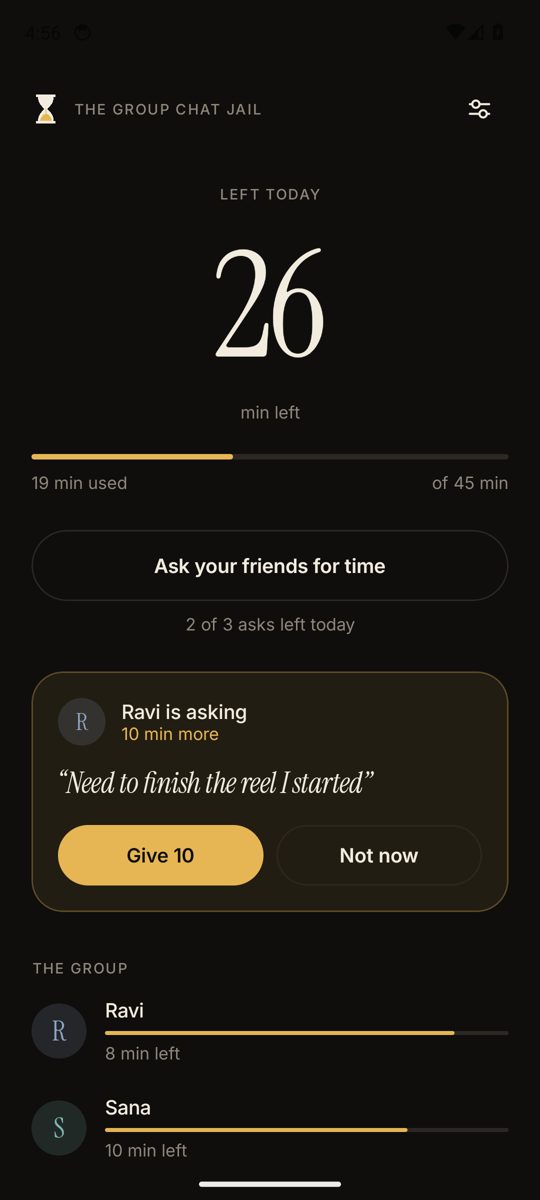 4:56
THE GROUP CHAT JAIL
LEFT TODAY
26
min left
19 min used
of 45 min
Ask your friends for time
2 of 3 asks left today
R
Ravi is asking
10 min more
“Need to finish the reel I started”
Give 10
Not now
THE GROUP
R
Ravi
8 min left
S
Sana
10 min left